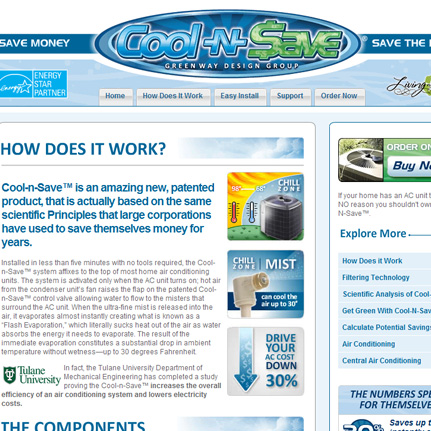 SAVE MONEY
Cool-N-Save
GREEN WAY DESIGN GROUP
SAVE THE
ENERGY
STAR
PARTNER
Living
Home
How Does It Work
Easy Install
Support
Order Now
HOW DOES IT WORK?
Cool-n-Save™ is an amazing new, patented
product, that is actually based on the same
scientific Principles that large corporations
have used to save themselves money for
years.
CHILL
ZONE
98°
68°
Installed in less than five minutes with no tools required, the Cool-
n-Save™ system affixes to the top of most home air conditioning
units. The system is activated only when the AC unit turns on; hot air
from the condenser unit's fan raises the flap on the patented Cool-
n-Save™ control valve allowing water to flow to the misters that
surround the AC unit. When the ultra-fine mist is released into the
air, it evaporates almost instantly creating what is known as a
"Flash Evaporation," which literally sucks heat out of the air as water
absorbs the energy it needs to evaporate. The result of the
immediate evaporation constitutes a substantial drop in ambient
temperature without wetness—up to 30 degrees Fahrenheit.
CHILL
ZONE
MIST
can cool the
air up to 30°
DRIVE
YOUR
AC COST
DOWN
30%
Tulane
University
In fact, the Tulane University Department of
Mechanical Engineering has completed a study
proving the Cool-n-Save™ increases the overall
efficiency of an air conditioning system and lowers electricity
costs.
THE COMPONENTS
ORDER ON
Buy No
If your home has an AC unit t
NO reason you shouldn't ow
N-Save™.
Explore More
How Does it Work
Filtering Technology
Scientific Analysis of Cool-
Get Green With Cool-N-Sav
Calculate Potential Savings
Air Conditioning
Central Air Conditioning
THE NUMBERS SPE
FOR THEMSELVE
Saves up t